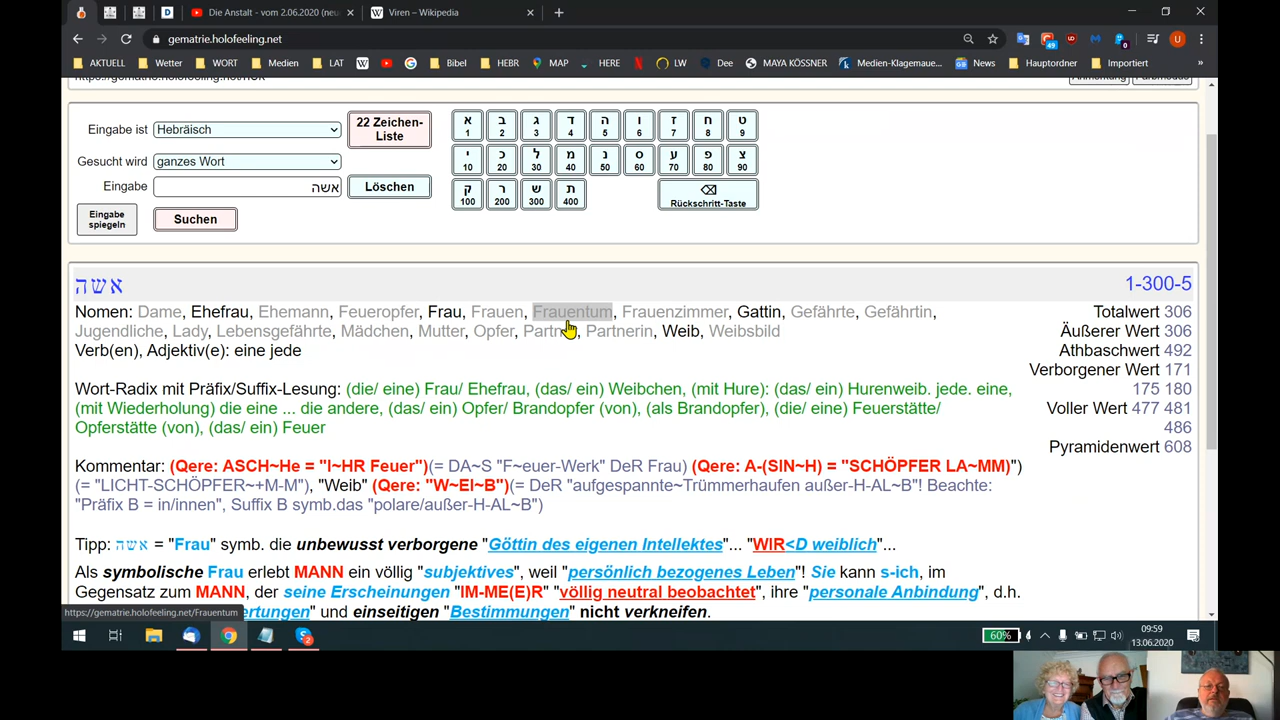 Die Anstalt - vom 2.06.2020 (neu Viren – Wikipedia
gematrie.holofeeling.net 49 0 U
AKTUELL Wetter WORT Medien LAT Bibel HEBR MAP HERE LW Dee MAYA KÖSSNER Medien-Klagemaue... News Hauptordner Importiert »
Eingabe ist Hebräisch 22 Zeichen-Liste
Gesucht wird ganzes Wort
Eingabe אשה Löschen
Eingabe spiegeln Suchen
א 1 ב 2 ג 3 ד 4 ה 5 ו 6 ז 7 ח 8 ט 9
י 10 כ 20 ל 30 מ 40 נ 50 ס 60 ע 70 פ 80 צ 90
ק 100 ר 200 ש 300 ת 400 ⌫ Rückschritt-Taste
אשה 1-300-5
Nomen: Dame, Ehefrau, Ehemann, Feueropfer, Frau, Frauen, Frauentum, Frauenzimmer, Gattin, Gefährte, Gefährtin, Totalwert 306
Jugendliche, Lady, Lebensgefährte, Mädchen, Mutter, Opfer, Partn Partnerin, Weib, Weibsbild Äußerer Wert 306
Verb(en), Adjektiv(e): eine jede Athbaschwert 492
Verborgener Wert 171
Wort-Radix mit Präfix/Suffix-Lesung: (die/ eine) Frau/ Ehefrau, (das/ ein) Weibchen, (mit Hure): (das/ ein) Hurenweib. jede. eine, 175 180
(mit Wiederholung) die eine ... die andere, (das/ ein) Opfer/ Brandopfer (von), (als Brandopfer), (die/ eine) Feuerstätte/ Voller Wert 477 481
Opferstätte (von), (das/ ein) Feuer 486
Pyramidenwert 608
Kommentar: (Qere: ASCH~He = "I~HR Feuer")(= DA~S "F~euer-Werk" DeR Frau) (Qere: A-(SIN~H) = "SCHÖPFER LA~MM)")
(= "LICHT-SCHÖPFER~+M-M"), "Weib" (Qere: "W~EI~B")(= DeR "aufgespannte~Trümmerhaufen außer-H-AL~B"! Beachte:
"Präfix B = in/innen", Suffix B symb.das "polare/außer-H-AL~B")
Tipp: אשה = "Frau" symb. die unbewusst verborgene "Göttin des eigenen Intellektes"... "WIR<D weiblich"...
Als symbolische Frau erlebt MANN ein völlig "subjektives", weil "persönlich bezogenes Leben"! Sie kann s-ich, im
Gegensatz zum MANN, der seine Erscheinungen "IM-ME(E)R" "völlig neutral beobachtet", ihre "personale Anbindung", d.h.
ertungen" und einseitigen "Bestimmungen" nicht verkneifen.
https://gematrie.holofeeling.net/Frauentum
60% 09:59
13.06.2020